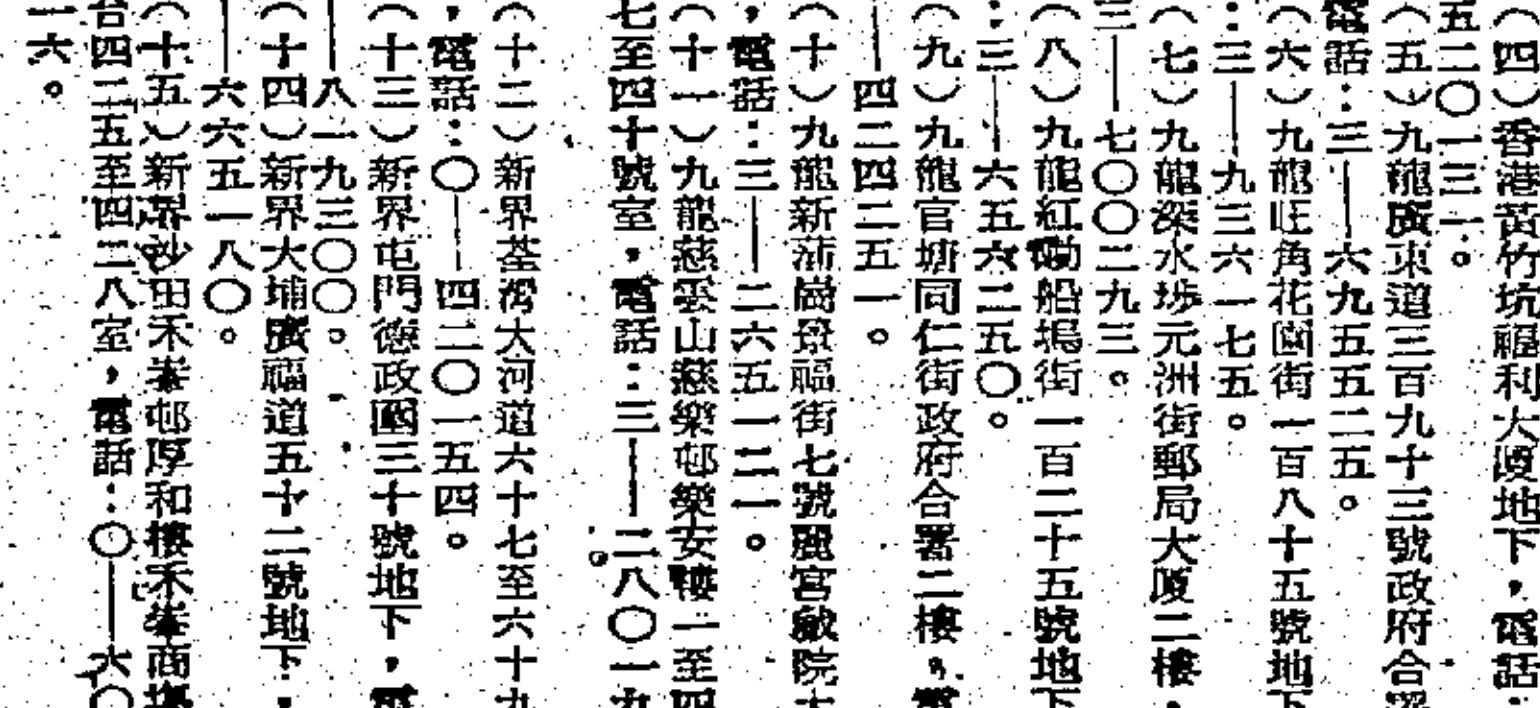 （四）香港黃竹坑福利大廈地下，電話：
五二〇一三一。
（五）九龍廣東道三百九十三號政府合署
電話：三——六九五五二五。
（六）九龍旺角花園街一百八十五號地下
：三——九三六一七五。
（七）九龍深水埗元洲街郵局大廈二樓，
三——七〇〇二九三。
（八）九龍紅磡船塢街一百二十五號地下
：三——六五六二五〇。
（九）九龍官塘同仁街政府合署二樓，電
——四二四二五一。
（十）九龍新蒲崗景福街七號麗宮戲院大
，電話：三——二六五一二一。
（十一）九龍慈雲山慈樂邨樂安樓一至四
七至四十號室，電話：三——二八〇一九
（十二）新界荃灣大河道六十七至六十九
，電話：〇——四二〇一五四。
（十三）新界屯門德政圍三十號地下，電
——八一九三〇〇。
（十四）新界大埔廣福道五十二號地下，
——六六五一八〇。
（十五）新界沙田禾輋邨厚和樓禾輋商場
台四二五至四二八室，電話：〇——六〇
一六。